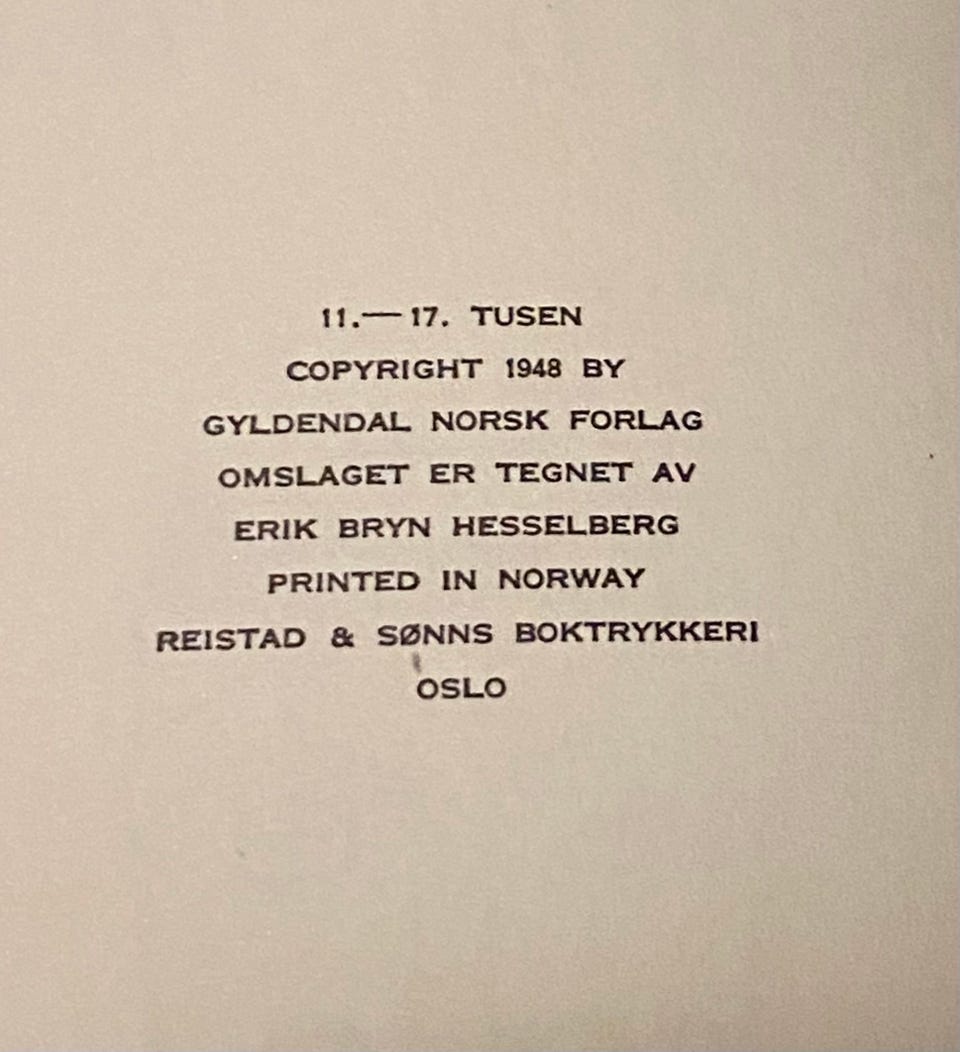 11.— 17. TUSEN
COPYRIGHT 1948 BY
GYLDENDAL NORSK FORLAG
OMSLAGET ER TEGNET AV
ERIK BRYN HESSELBERG
PRINTED IN NORWAY
REISTAD & SØNNS BOKTRYKKERI
OSLO